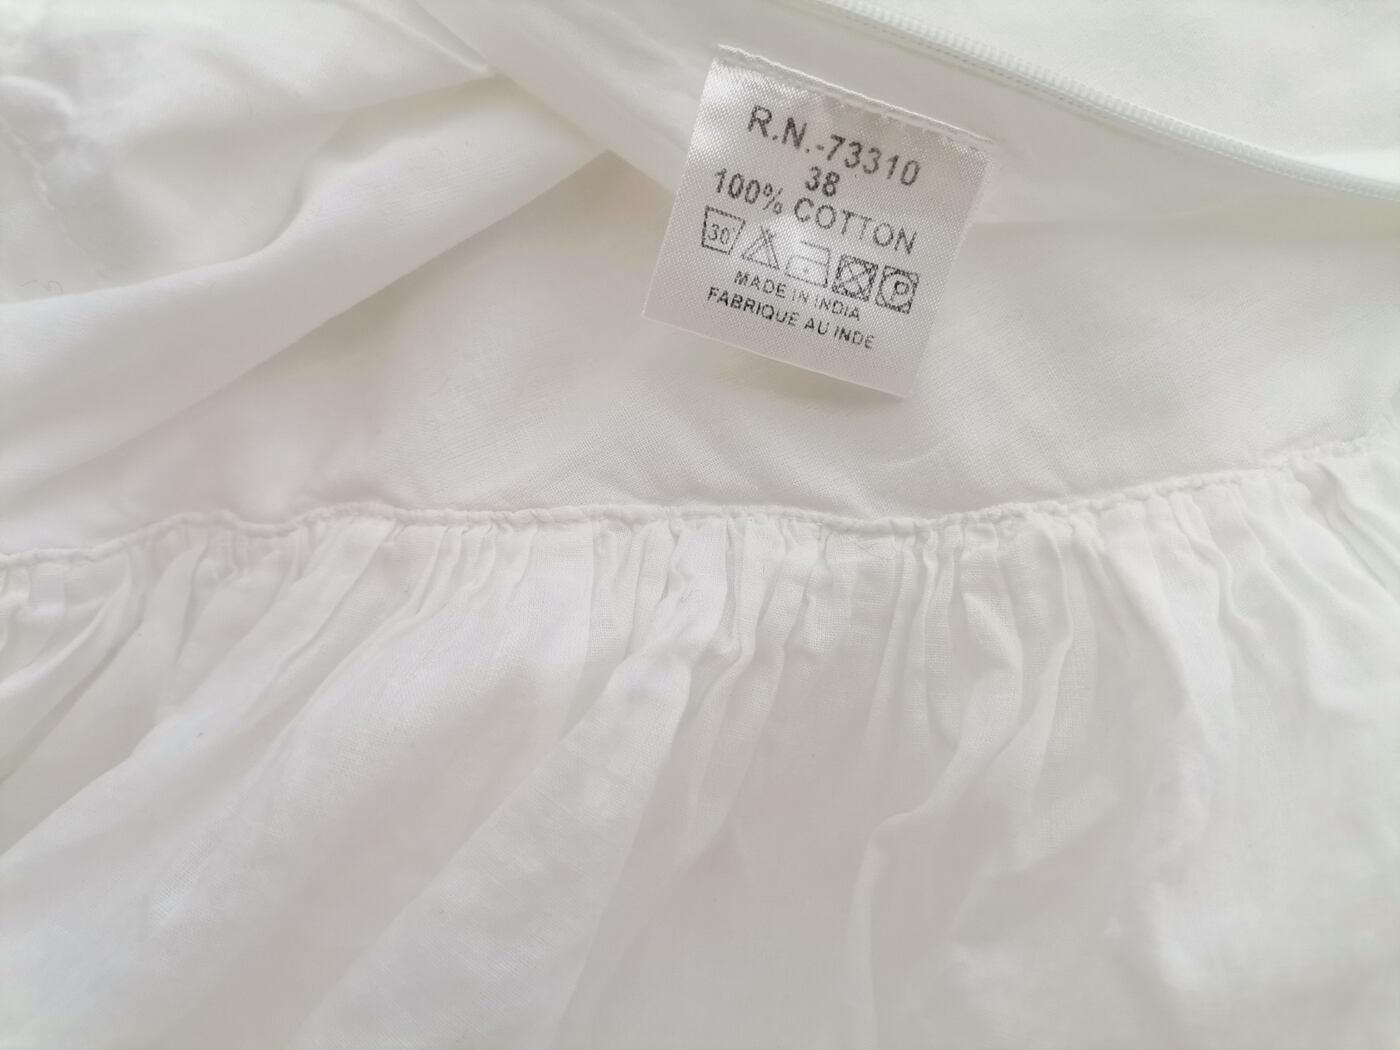 R.N.-73310
38
100% COTTON
30° P
MADE IN INDIA
FABRIQUE AU INDE